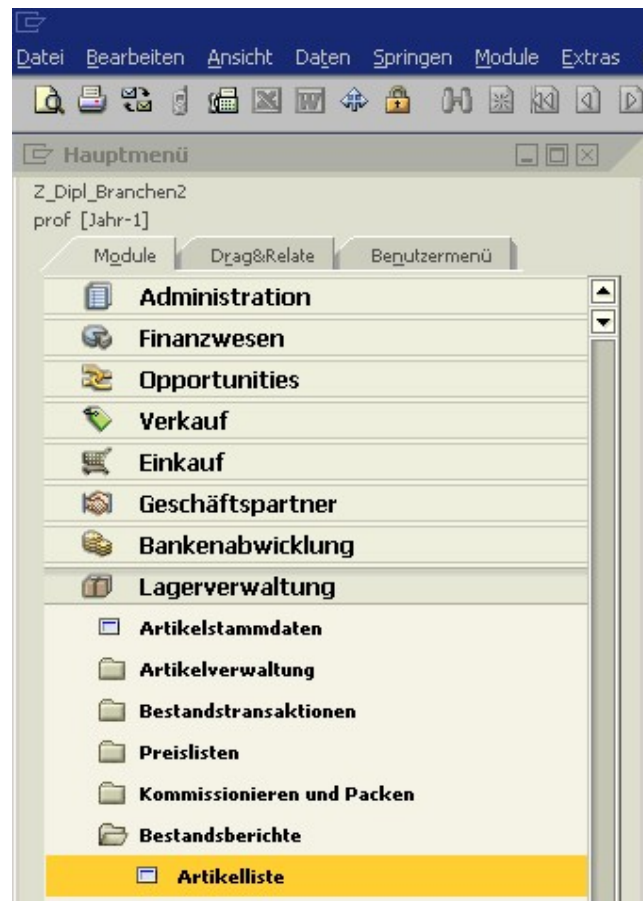 Datei Bearbeiten Ansicht Daten Springen Module Extras
Hauptmenü
Z_Dipl_Branchen2
prof [Jahr-1]
Module Drag&Relate Benutzermenü
Administration
Finanzwesen
Opportunities
Verkauf
Einkauf
Geschäftspartner
Bankenabwicklung
Lagerverwaltung
Artikelstammdaten
Artikelverwaltung
Bestandstransaktionen
Preislisten
Kommissionieren und Packen
Bestandsberichte
Artikelliste